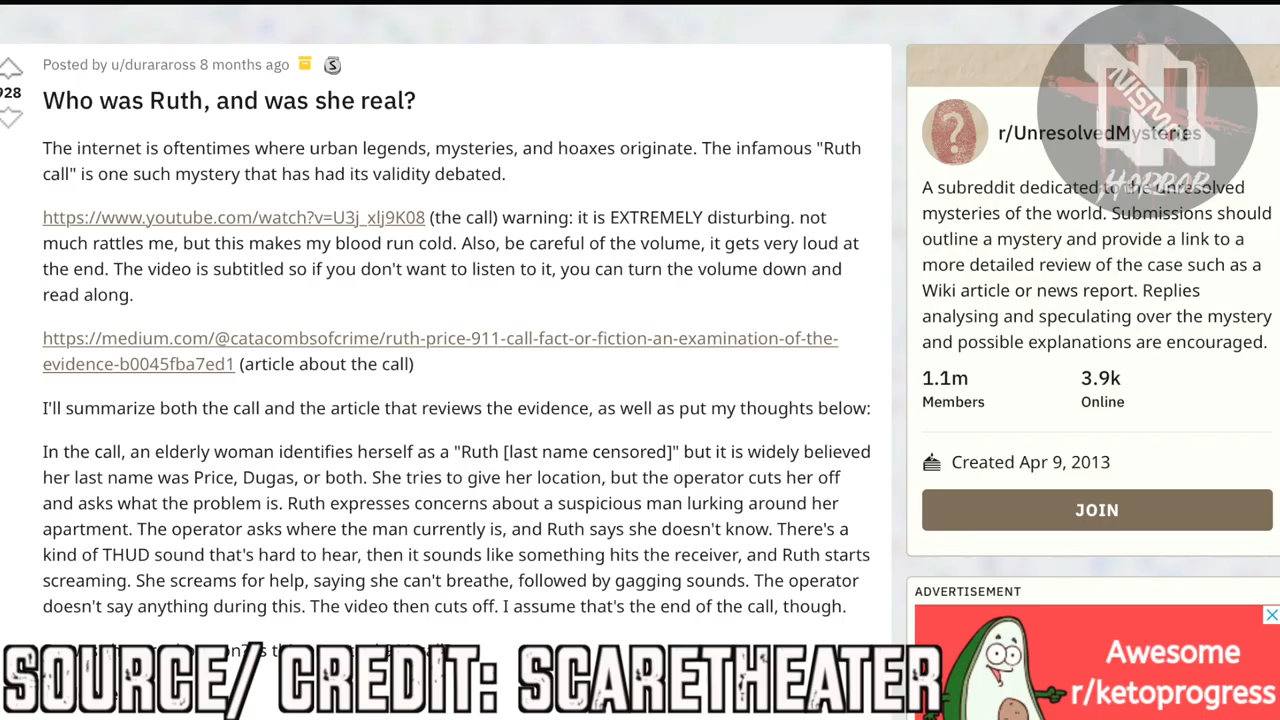 Posted by u/duraraross 8 months ago
928
Who was Ruth, and was she real?
The internet is oftentimes where urban legends, mysteries, and hoaxes originate. The infamous "Ruth
call" is one such mystery that has had its validity debated.
https://www.youtube.com/watch?v=U3j_xIj9K08 (the call) warning: it is EXTREMELY disturbing. not
much rattles me, but this makes my blood run cold. Also, be careful of the volume, it gets very loud at
the end. The video is subtitled so if you don't want to listen to it, you can turn the volume down and
read along.
https://medium.com/@catacombsofcrime/ruth-price-911-call-fact-or-fiction-an-examination-of-the-
evidence-b0045fba7ed1 (article about the call)
I'll summarize both the call and the article that reviews the evidence, as well as put my thoughts below:
In the call, an elderly woman identifies herself as a "Ruth [last name censored]" but it is widely believed
her last name was Price, Dugas, or both. She tries to give her location, but the operator cuts her off
and asks what the problem is. Ruth expresses concerns about a suspicious man lurking around her
apartment. The operator asks where the man currently is, and Ruth says she doesn't know. There's a
kind of THUD sound that's hard to hear, then it sounds like something hits the receiver, and Ruth starts
screaming. She screams for help, saying she can't breathe, followed by gagging sounds. The operator
doesn't say anything during this. The video then cuts off. I assume that's the end of the call, though.
SOURCE/ CREDIT: SCARETHEATER
NISMO
HORROR
r/UnresolvedMysteries
A subreddit dedicated to the unresolved
mysteries of the world. Submissions should
outline a mystery and provide a link to a
more detailed review of the case such as a
Wiki article or news report. Replies
analysing and speculating over the mystery
and possible explanations are encouraged.
1.1m 3.9k
Members Online
Created Apr 9, 2013
JOIN
ADVERTISEMENT
Awesome
r/ketoprogress